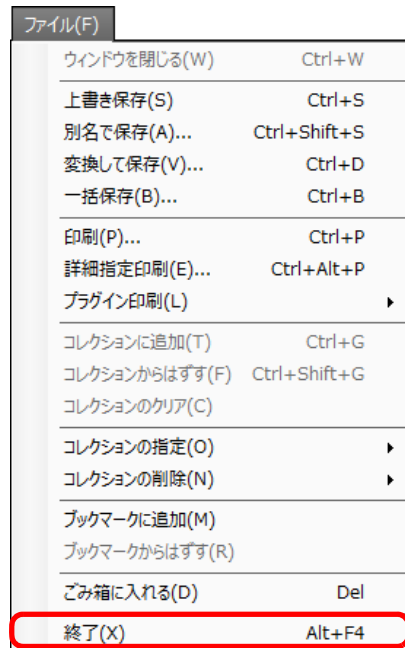 ファイル(F)
ウィンドウを閉じる(W) Ctrl+W
上書き保存(S) Ctrl+S
別名で保存(A)... Ctrl+Shift+S
変換して保存(V)... Ctrl+D
一括保存(B)... Ctrl+B
印刷(P)... Ctrl+P
詳細指定印刷(E)... Ctrl+Alt+P
プラグイン印刷(L)
コレクションに追加(T) Ctrl+G
コレクションからはずす(F) Ctrl+Shift+G
コレクションのクリア(C)
コレクションの指定(O)
コレクションの削除(N)
ブックマークに追加(M)
ブックマークからはずす(R)
ごみ箱に入れる(D) Del
終了(X) Alt+F4